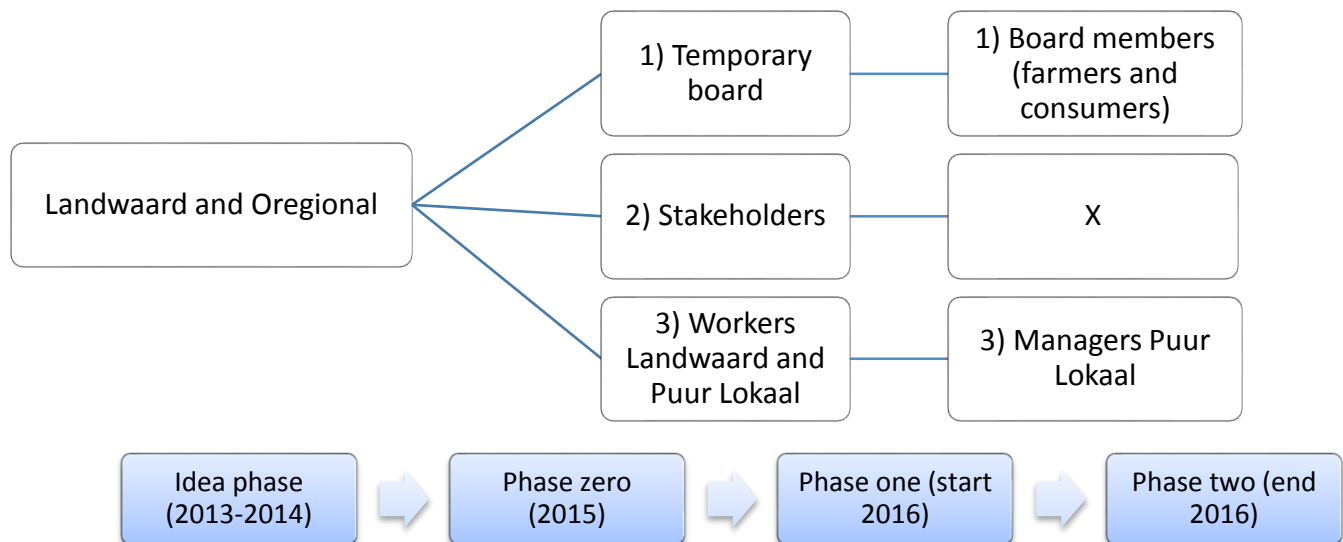 1) Temporary
board
1) Board members
(farmers and
consumers)
Landwaard and Oregional
2) Stakeholders
X
3) Workers
Landwaard and
Puur Lokaal
3) Managers Puur
Lokaal
Idea phase
(2013-2014)
Phase zero
(2015)
Phase one (start
2016)
Phase two (end
2016)